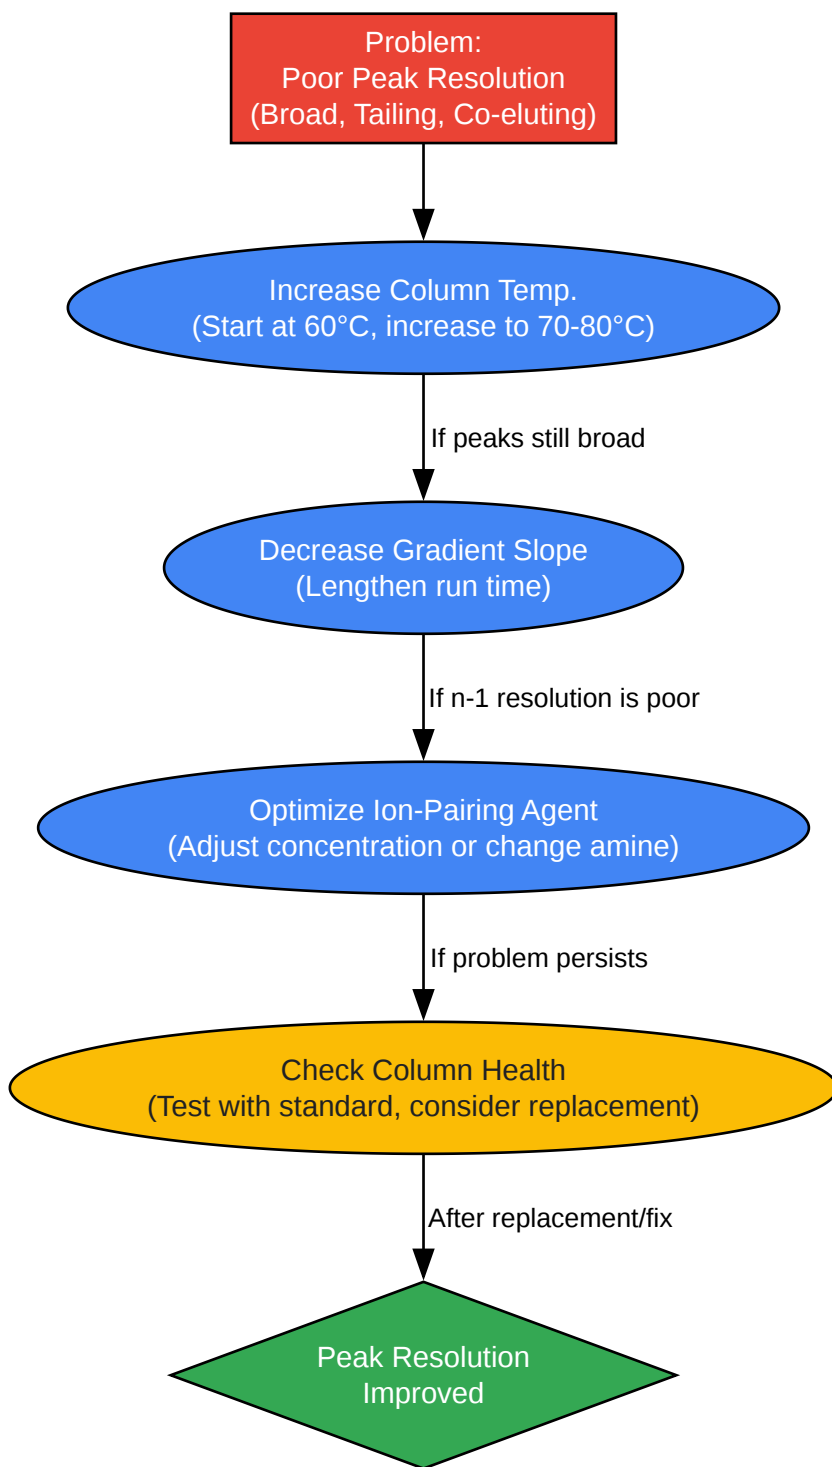 Problem:
Poor Peak Resolution
(Broad, Tailing, Co-eluting)
Increase Column Temp.
(Start at 60°C, increase to 70-80°C)
If peaks still broad
Decrease Gradient Slope
(Lengthen run time)
If n-1 resolution is poor
Optimize Ion-Pairing Agent
(Adjust concentration or change amine)
If problem persists
Check Column Health
(Test with standard, consider replacement)
After replacement/fix
Peak Resolution
Improved